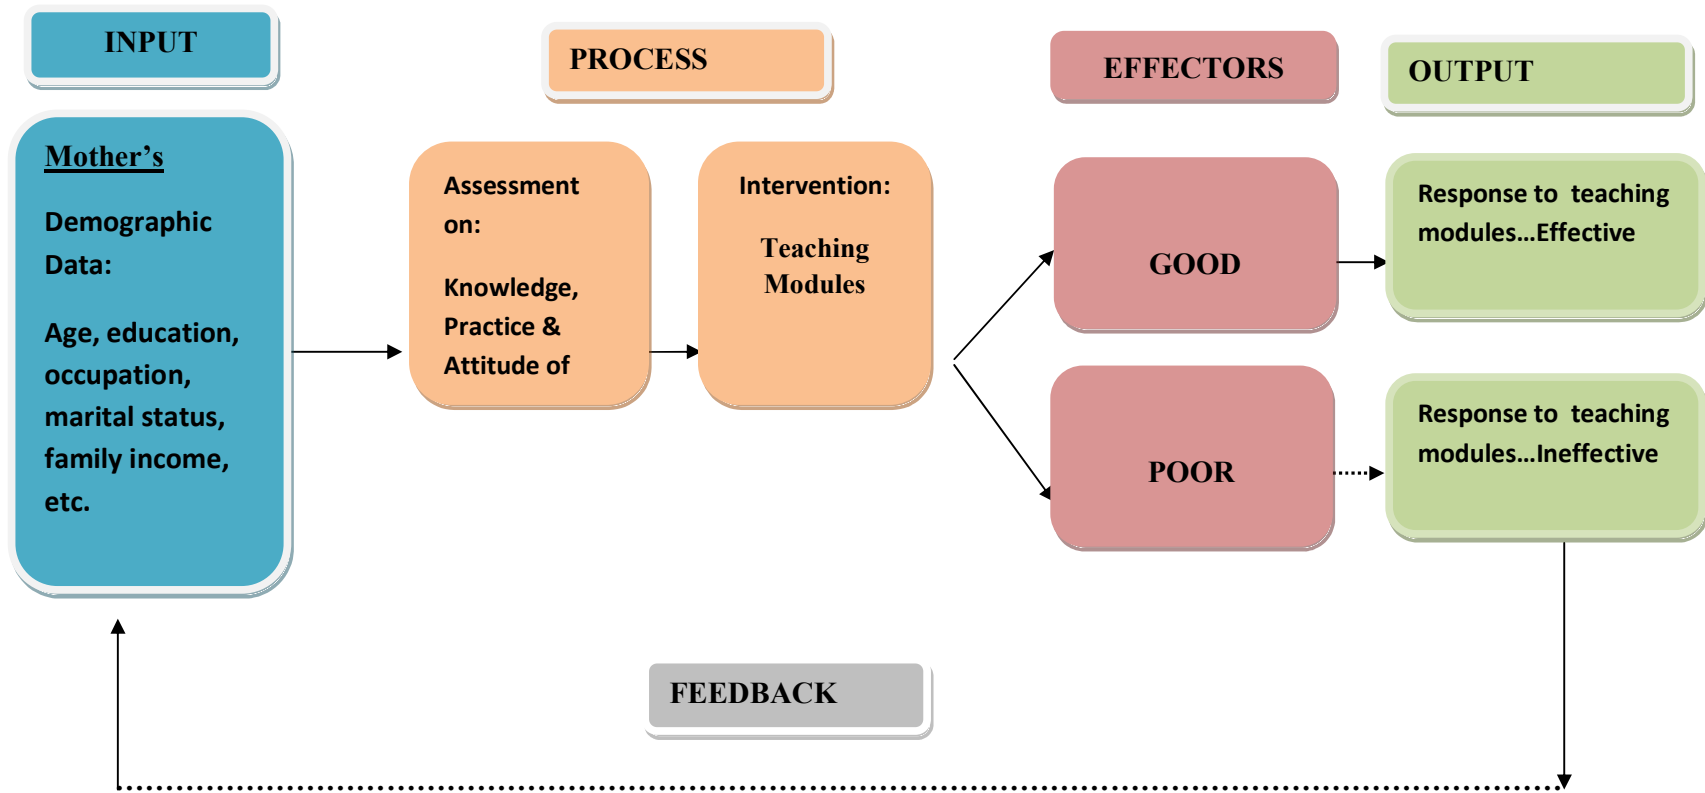 INPUT
PROCESS
EFFECTORS
OUTPUT
Mother’s
Demographic
Data:
Age, education,
occupation,
marital status,
family income,
etc.
Assessment
on:
Knowledge,
Practice &
Attitude of
Intervention:
Teaching
Modules
GOOD
POOR
Response to teaching
modules...Effective
Response to teaching
modules...Ineffective
FEEDBACK